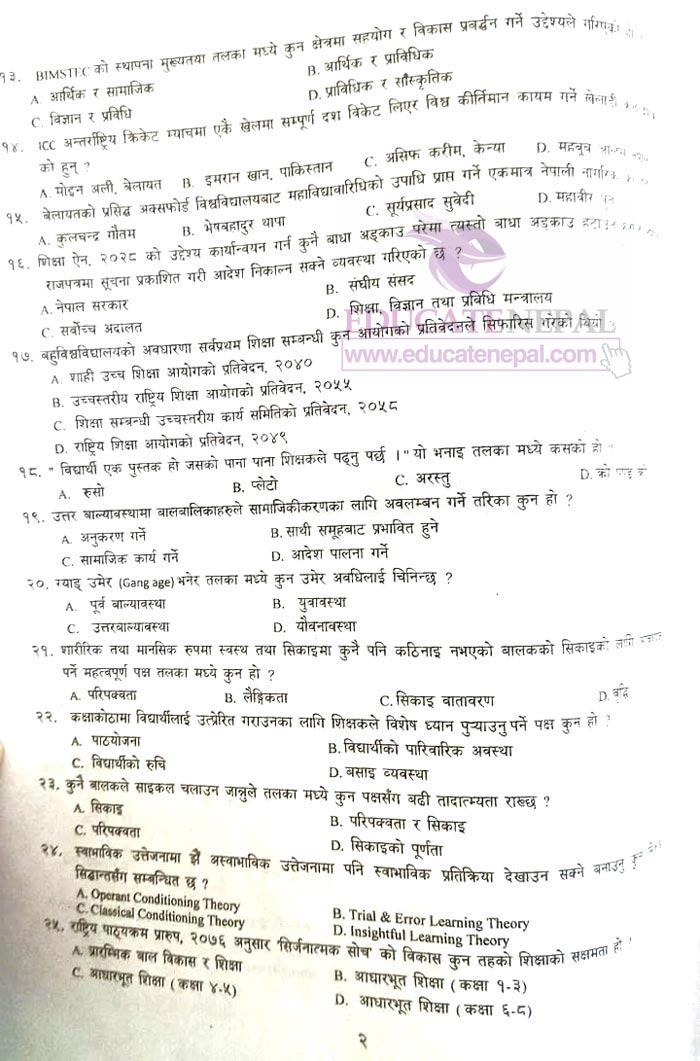 १३. BIMSTEC को स्थापना मुख्यतया तलका मध्ये कुन क्षेत्रमा सहयोग र विकास प्रवर्द्धन गर्ने उद्देश्यले गरिएको
A. आर्थिक र सामाजिक B. आर्थिक र प्राविधिक
C. विज्ञान र प्रविधि D. प्राविधिक र साँस्कृतिक
१४. ICC अन्तर्राष्ट्रिय क्रिकेट म्याचमा एकै खेलमा सम्पूर्ण दश विकेट लिएर विश्व कीर्तिमान कायम गर्ने खेलाडी
को हुन् ?
A. मोइन अली, बेलायत B. इमरान खान, पाकिस्तान C. असिफ करीम, केन्या D. महबूब
१५. बेलायतको प्रसिद्ध अक्सफोर्ड विश्वविद्यालयबाट महाविद्यावारिधिको उपाधि प्राप्त गर्ने एकमात्र नेपाली नागरिक
A. कुलचन्द्र गौतम B. भेषबहादुर थापा C. सूर्यप्रसाद सुवेदी D. महावीर पुन
१६. शिक्षा ऐन, २०२८ को उद्देश्य कार्यान्वयन गर्न कुनै बाधा अड्काउ परेमा त्यस्तो बाधा अड्काउ हटाउन
राजपत्रमा सूचना प्रकाशित गरी आदेश निकाल्न सक्ने व्यवस्था गरिएको छ ?
A. नेपाल सरकार B. संघीय संसद
C. सर्वोच्च अदालत D. शिक्षा, विज्ञान तथा प्रविधि मन्त्रालय
EDUCATENEPAL
१७. बहुविश्वविद्यालयको अवधारणा सर्वप्रथम शिक्षा सम्बन्धी कुन आयोगको प्रतिवेदनले सिफारिस गरेको थियो
www.educatenepal.com
A. शाही उच्च शिक्षा आयोगको प्रतिवेदन, २०४०
B. उच्चस्तरीय राष्ट्रिय शिक्षा आयोगको प्रतिवेदन, २०५५
C. शिक्षा सम्बन्धी उच्चस्तरीय कार्य समितिको प्रतिवेदन, २०५८
D. राष्ट्रिय शिक्षा आयोगको प्रतिवेदन, २०४९
१८. " विद्यार्थी एक पुस्तक हो जसको पाना पाना शिक्षकले पढ्नु पर्छ ।" यो भनाइ तलका मध्ये कसको हो
A. रुसो B. प्लेटो C. अरस्तु D.
१९. उत्तर बाल्यावस्थामा बालबालिकाहरुले सामाजिकीकरणका लागि अवलम्बन गर्ने तरिका कुन हो ?
A. अनुकरण गर्ने B. साथी समूहबाट प्रभावित हुने
C. सामाजिक कार्य गर्ने D. आदेश पालना गर्ने
२०. ग्याङ् उमेर (Gang age) भनेर तलका मध्ये कुन उमेर अवधिलाई चिनिन्छ ?
A. पूर्व बाल्यावस्था B. युवावस्था
C. उत्तरबाल्यावस्था D. यौवनावस्था
२१. शारीरिक तथा मानसिक रुपमा स्वस्थ तथा सिकाइमा कुनै पनि कठिनाइ नभएको बालकको सिकाइको लागि
पर्ने महत्वपूर्ण पक्ष तलका मध्ये कुन हो ?
A. परिपक्वता B. लैङ्गिकता C. सिकाइ वातावरण D. वृद्धि
२२. कक्षाकोठामा विद्यार्थीलाई उत्प्रेरित गराउनका लागि शिक्षकले विशेष ध्यान पुऱ्याउनु पर्ने पक्ष कुन हो ?
A. पाठयोजना B. विद्यार्थीको पारिवारिक अवस्था
C. विद्यार्थीको रुचि D. बसाइ व्यवस्था
२३. कुनै बालकले साइकल चलाउन जान्नुले तलका मध्ये कुन पक्षसँग बढी तादात्म्यता राख्छ ?
A. सिकाइ B. परिपक्वता र सिकाइ
C. परिपक्वता D. सिकाइको पूर्णता
२४. स्वाभाविक उत्तेजनामा झैं अस्वाभाविक उत्तेजनामा पनि स्वाभाविक प्रतिक्रिया देखाउन सक्ने बनाउनु कुन
सिद्धान्तसँग सम्बन्धित छ ?
A. Operant Conditioning Theory B. Trial & Error Learning Theory
C. Classical Conditioning Theory D. Insightful Learning Theory
२५. राष्ट्रिय पाठ्यक्रम प्रारुप, २०७६ अनुसार 'सिर्जनात्मक सोच' को विकास कुन तहको शिक्षाको सक्षमता हो
A. प्रारम्भिक बाल विकास र शिक्षा B. आधारभूत शिक्षा (कक्षा १-३)
C. आधारभूत शिक्षा (कक्षा ४-५) D. आधारभूत शिक्षा (कक्षा ६-८)
२